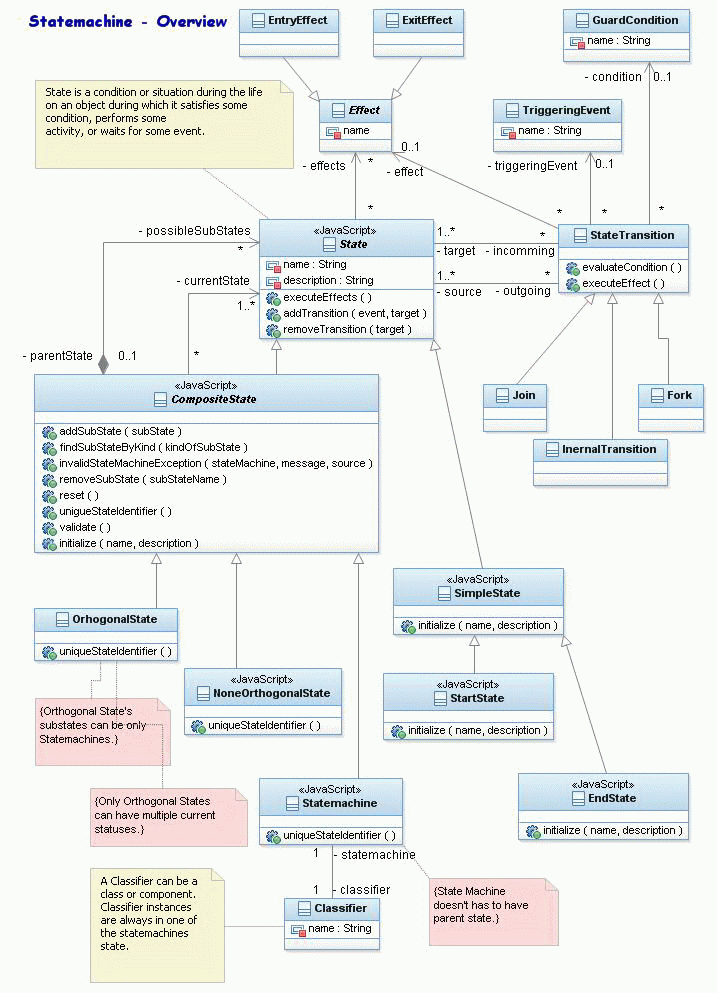 Statemachine - Overview
EntryEffect
ExitEffect
GuardCondition
name : String
- condition
0..1
State is a condition or situation during the life
on an object during which it satisfies some
condition, performs some
activity, or waits for some event.
Effect
name
TriggeringEvent
name : String
0..1
- effects
*
- effect
- triggeringEvent
0..1
*
*
*
*
- possibleSubStates
*
«JavaScript»
State
name : String
description : String
executeEffects ( )
addTransition ( event, target )
removeTransition ( target )
1..*
*
- target
- incomming
1..*
*
- source
- outgoing
StateTransition
evaluateCondition ( )
executeEffect ( )
- currentState
1..*
- parentState
0..1
*
«JavaScript»
CompositeState
addSubState ( subState )
findSubStateByKind ( kindOfSubState )
invalidStateMachineException ( stateMachine, message, source )
removeSubState ( subStateName )
reset ( )
unigueStateIdentifier ( )
validate ( )
initialize ( name, description )
Join
Fork
InernalTransition
«JavaScript»
SimpleState
initialize ( name, description )
OrhogonalState
uniqueStateIdentifier ( )
«JavaScript»
NoneOrthogonalState
uniqueStateIdentifier ( )
«JavaScript»
StartState
initialize ( name, description )
{Orthogonal State's
substates can be only
Statemachines.}
{Only Orthogonal States
can have multiple current
statuses.}
«JavaScript»
Statemachine
uniqueStateIdentifier ( )
«JavaScript»
EndState
initialize ( name, description )
1
- statemachine
1
- classifier
A Classifier can be a
class or component.
Classifier instances
are always in one of
the statemachines
state.
Classifier
name : String
{State Machine
doesn't has to have
parent state.}